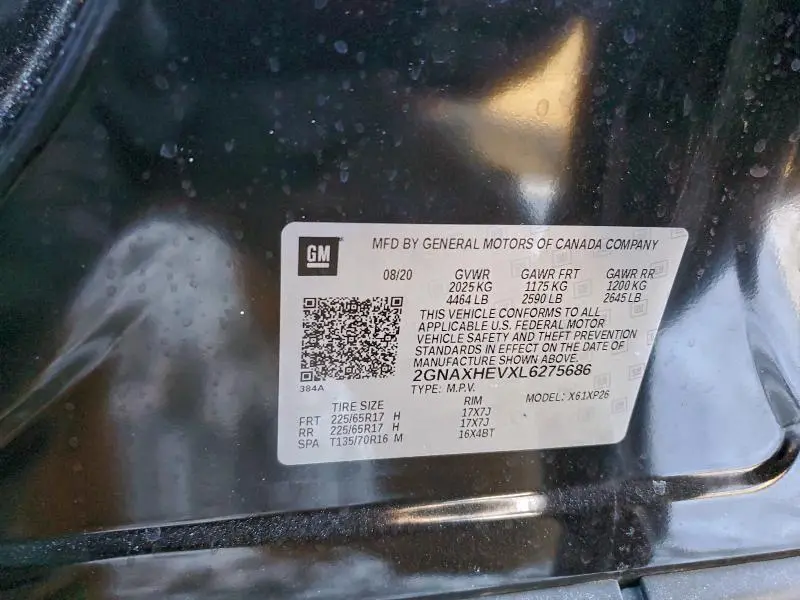 GM
MFD BY GENERAL MOTORS OF CANADA COMPANY
08/20 GVWR GAWR FRT GAWR RR
2025 KG 1175 KG 1200 KG
4464 LB 2590 LB 2645 LB
THIS VEHICLE CONFORMS TO ALL
APPLICABLE U.S. FEDERAL MOTOR
VEHICLE SAFETY AND THEFT PREVENTION
STANDARDS IN EFFECT ON THE DATE OF
MANUFACTURE SHOWN ABOVE.
384A
2GNAXHEVXL6275686
TYPE: M.P.V. MODEL: X61XP26
TIRE SIZE RIM
FRT 225/65R17 H 17X7J
RR 225/65R17 H 17X7J
SPA T135/70R16 M 16X4BT